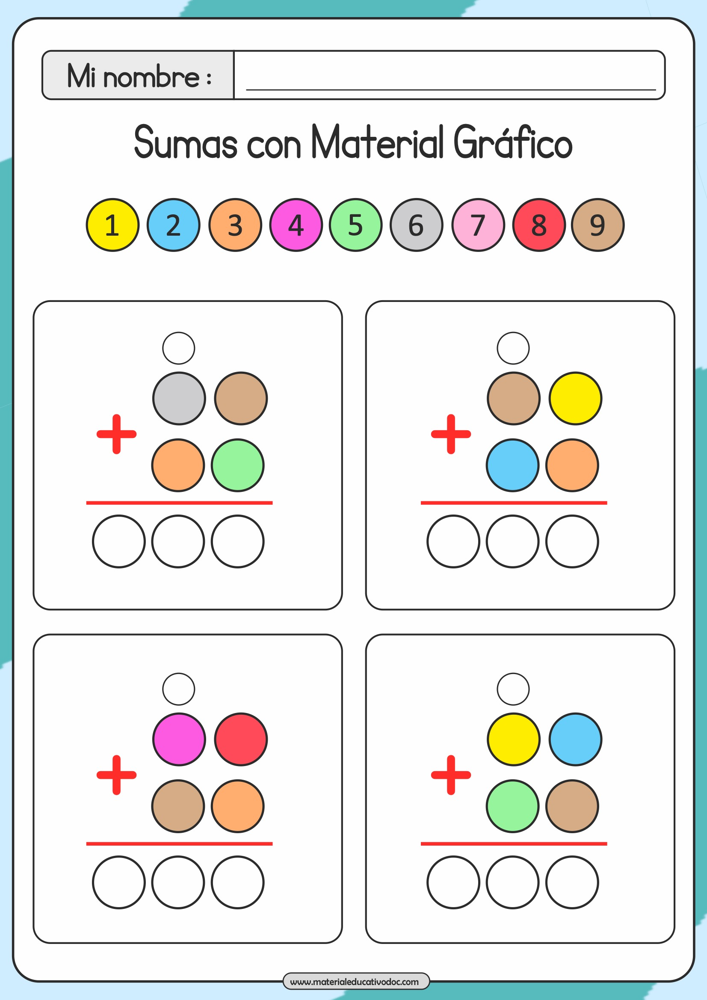 Mi nombre :
Sumas con Material Gráfico
1 2 3 4 5 6 7 8 9
+ +
+ +
www.materialeducativodoc.com